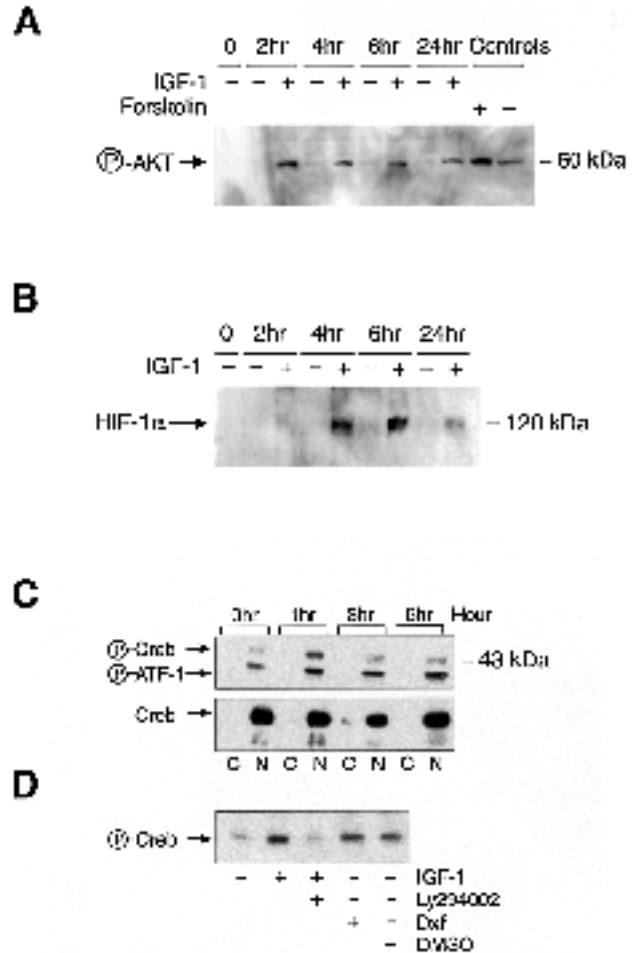 A
0 2hr 4hr 6hr 24hr Controls
IGF-1 − − + − + − + − +
Forskolin + −
Ⓟ-AKT − 60 kDa
B
0 2hr 4hr 6hr 24hr
IGF-1 − − + − + − + − +
HIF-1α − 120 kDa
C
0hr 1hr 3hr 6hr Hour
Ⓟ-Creb
Ⓟ-ATF-1 - 43 kDa
Creb
C N C N C N C N
D
Ⓟ Creb
− + + − − IGF-1
+ − − Ly294002
+ − Dxf
− DMSO